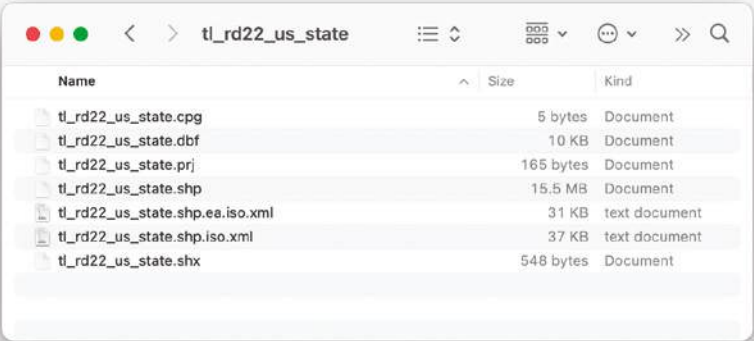 tl_rd22_us_state
Name Size Kind
tl_rd22_us_state.cpg 5 bytes Document
tl_rd22_us_state.dbf 10 KB Document
tl_rd22_us_state.prj 165 bytes Document
tl_rd22_us_state.shp 15.5 MB Document
tl_rd22_us_state.shp.ea.iso.xml 31 KB text document
tl_rd22_us_state.shp.iso.xml 37 KB text document
tl_rd22_us_state.shx 548 bytes Document